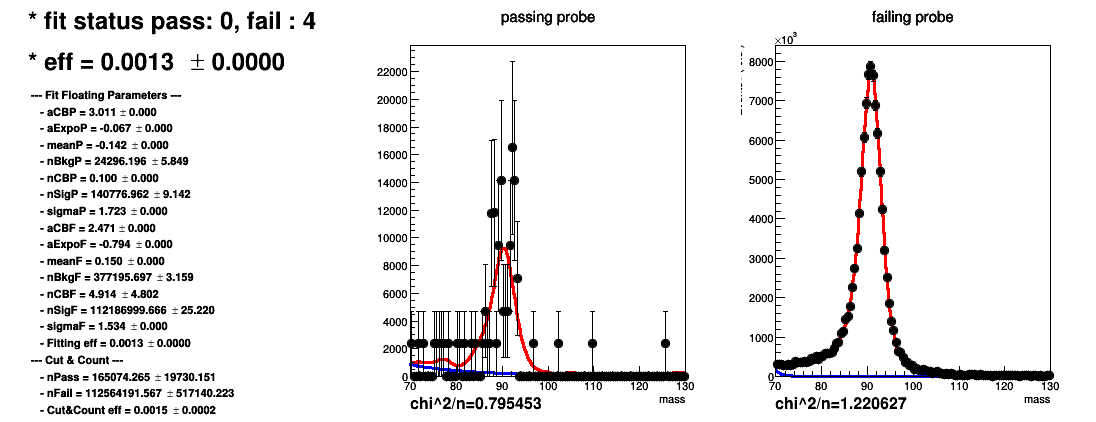 * fit status pass: 0, fail : 4
* eff = 0.0013 ± 0.0000
--- Fit Floating Parameters ---
- aCBP = 3.011 ± 0.000
- aExpoP = -0.067 ± 0.000
- meanP = -0.142 ± 0.000
- nBkgP = 24296.196 ± 5.849
- nCBP = 0.100 ± 0.000
- nSigP = 140776.962 ± 9.142
- sigmaP = 1.723 ± 0.000
- aCBF = 2.471 ± 0.000
- aExpoF = -0.794 ± 0.000
- meanF = 0.150 ± 0.000
- nBkgF = 377195.697 ± 3.159
- nCBF = 4.914 ± 4.802
- nSigF = 112186999.666 ± 25.220
- sigmaF = 1.534 ± 0.000
- Fitting eff = 0.0013 ± 0.0000
--- Cut & Count ---
- nPass = 165074.265 ± 19730.151
- nFail = 112564191.567 ± 517140.223
- Cut&Count eff = 0.0015 ± 0.0002
passing probe
22000
20000
18000
16000
14000
12000
10000
8000
6000
4000
2000
0
70 80 90 100 110 120 130
mass
chi^2/n=0.795453
failing probe
×10³
8000
7000
6000
5000
4000
3000
2000
1000
0
70 80 90 100 110 120 130
mass
chi^2/n=1.220627